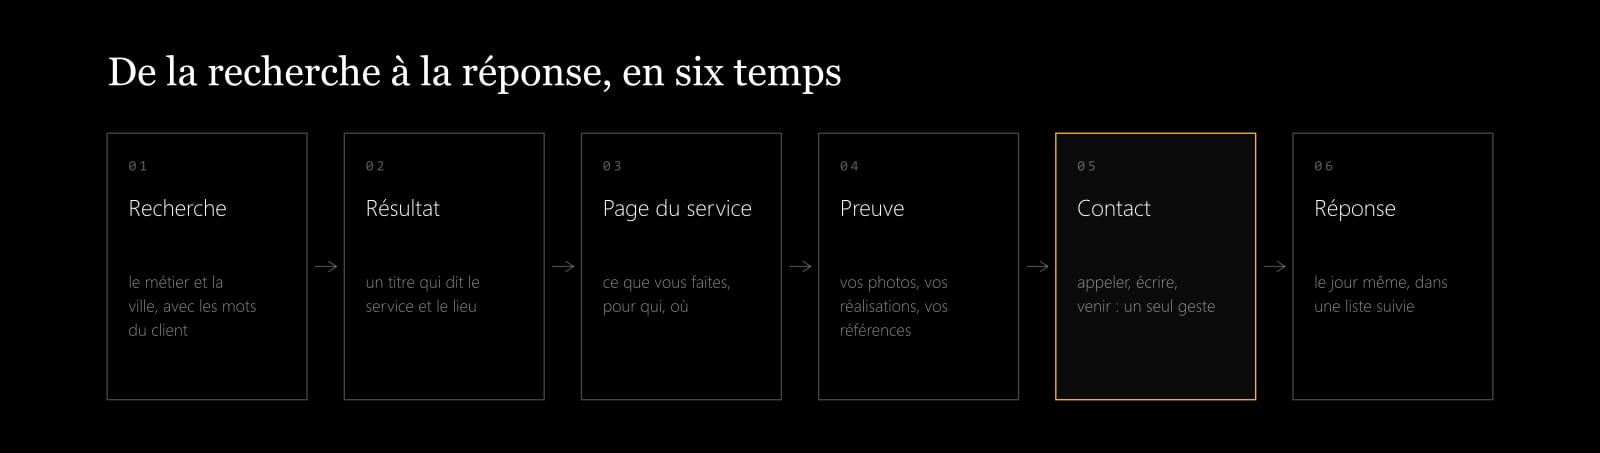 De la recherche à la réponse, en six temps
01
Recherche
le métier et la
ville, avec les mots
du client
02
Résultat
un titre qui dit le
service et le lieu
03
Page du service
ce que vous faites,
pour qui, où
04
Preuve
vos photos, vos
réalisations, vos
références
05
Contact
appeler, écrire,
venir : un seul geste
06
Réponse
le jour même, dans
une liste suivie